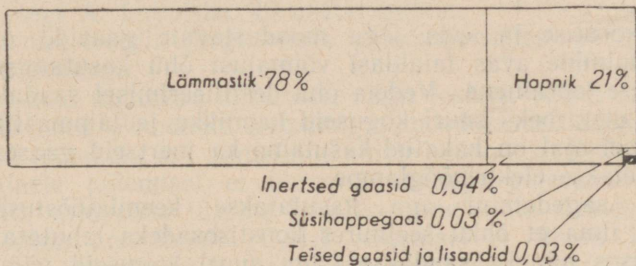 Lämmastik 78%
Hapnik 21%
Inertsed gaasid 0,94%
Süsihappegaas 0,03%
Teised gaasid ja lisandid 0,03%